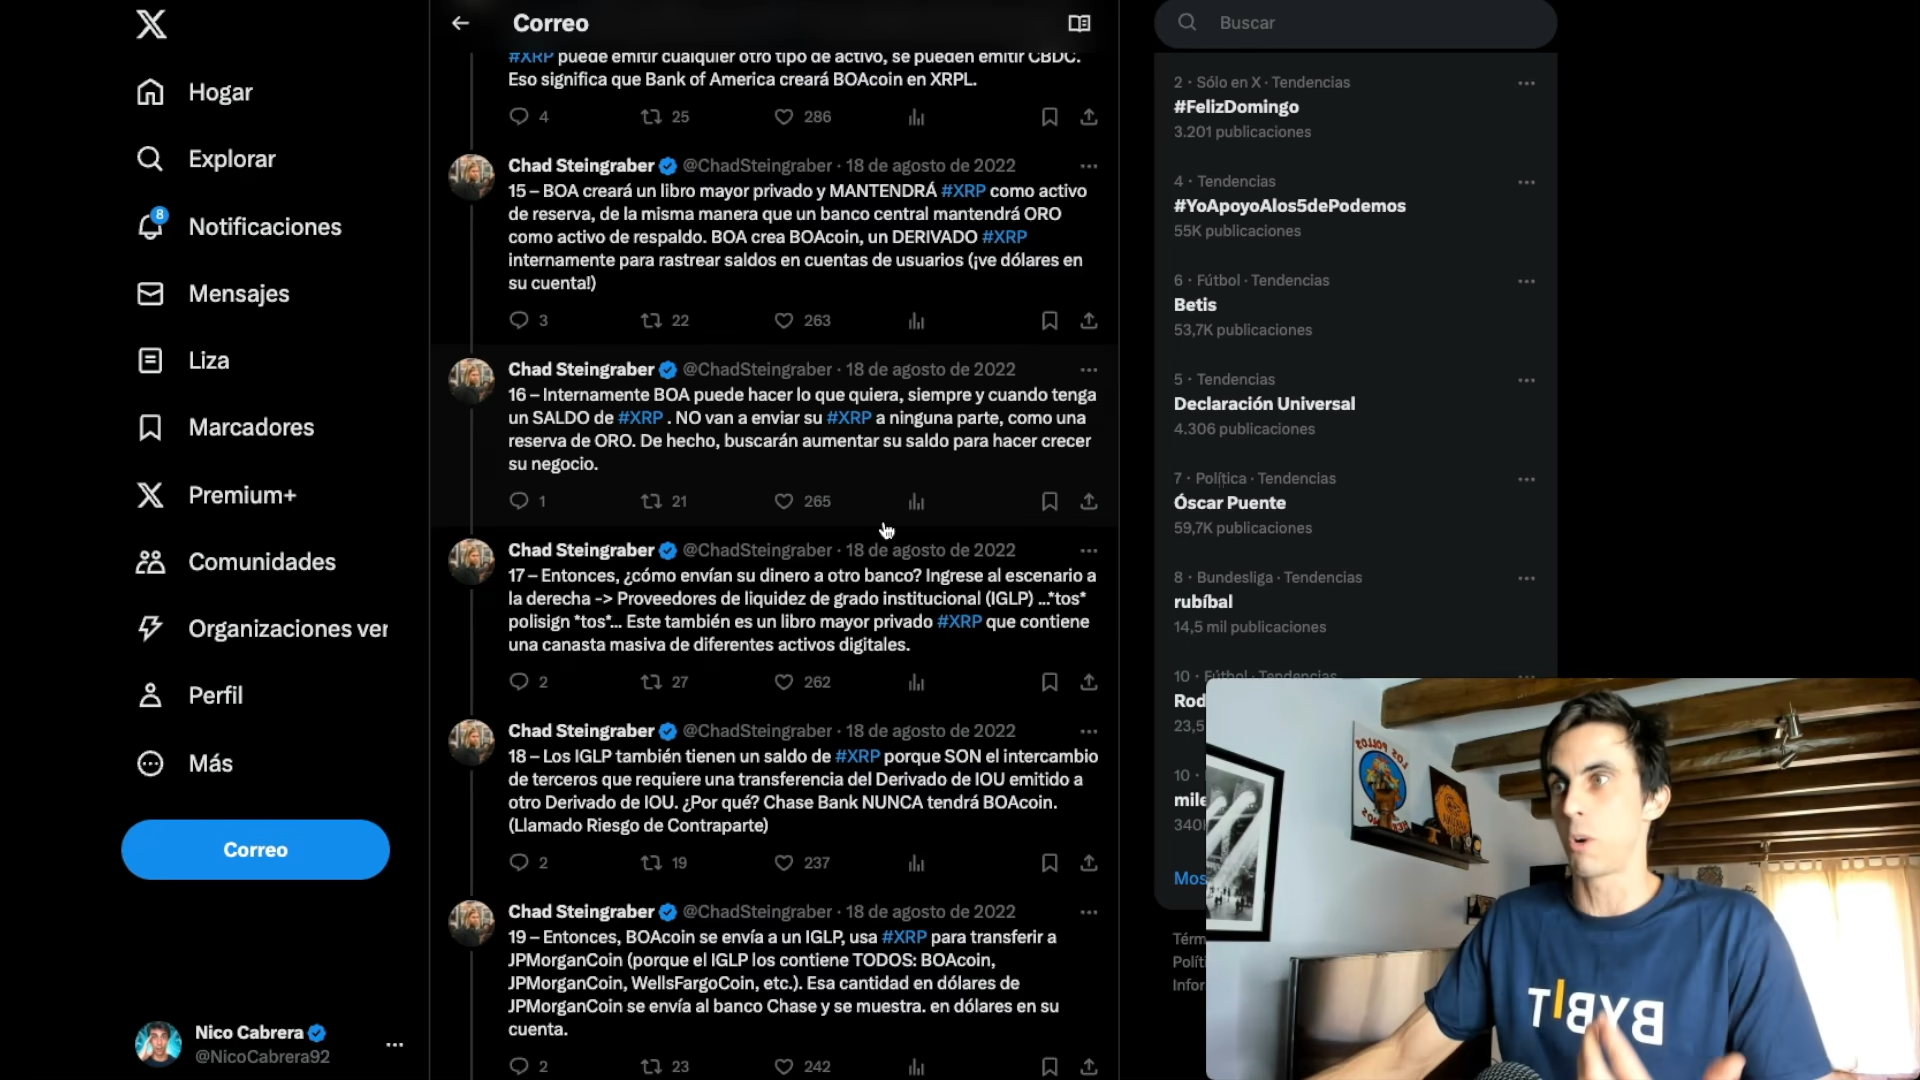 Hogar
Explorar
8
Notificaciones
Mensajes
Liza
Marcadores
Premium+
Comunidades
Organizaciones ver
Perfil
Más
Correo
Nico Cabrera
@NicoCabrera92
Correo
#XRP puede emitir cualquier otro tipo de activo, se pueden emitir CBDC.
Eso significa que Bank of America creará BOAcoin en XRPL.
4 25 286
Chad Steingraber @ChadSteingraber · 18 de agosto de 2022
15 – BOA creará un libro mayor privado y MANTENDRÁ #XRP como activo
de reserva, de la misma manera que un banco central mantendrá ORO
como activo de respaldo. BOA crea BOAcoin, un DERIVADO #XRP
internamente para rastrear saldos en cuentas de usuarios (¡ve dólares en
su cuenta!)
3 22 263
Chad Steingraber @ChadSteingraber · 18 de agosto de 2022
16 – Internamente BOA puede hacer lo que quiera, siempre y cuando tenga
un SALDO de #XRP . NO van a enviar su #XRP a ninguna parte, como una
reserva de ORO. De hecho, buscarán aumentar su saldo para hacer crecer
su negocio.
1 21 265
Chad Steingraber @ChadSteingraber · 18 de agosto de 2022
17 – Entonces, ¿cómo envían su dinero a otro banco? Ingrese al escenario a
la derecha -> Proveedores de liquidez de grado institucional (IGLP) ...*tos*
polisign *tos*... Este también es un libro mayor privado #XRP que contiene
una canasta masiva de diferentes activos digitales.
2 27 262
Chad Steingraber @ChadSteingraber · 18 de agosto de 2022
18 – Los IGLP también tienen un saldo de #XRP porque SON el intercambio
de terceros que requiere una transferencia del Derivado de IOU emitido a
otro Derivado de IOU. ¿Por qué? Chase Bank NUNCA tendrá BOAcoin.
(Llamado Riesgo de Contraparte)
2 19 237
Chad Steingraber @ChadSteingraber · 18 de agosto de 2022
19 – Entonces, BOAcoin se envía a un IGLP, usa #XRP para transferir a
JPMorganCoin (porque el IGLP los contiene TODOS: BOAcoin,
JPMorganCoin, WellsFargoCoin, etc.). Esa cantidad en dólares de
JPMorganCoin se envía al banco Chase y se muestra. en dólares en su
cuenta.
2 23 242
Buscar
2 · Sólo en X · Tendencias
#FelizDomingo
3.201 publicaciones
4 · Tendencias
#YoApoyoAlos5dePodemos
55K publicaciones
6 · Fútbol · Tendencias
Betis
53,7K publicaciones
5 · Tendencias
Declaración Universal
4.306 publicaciones
7 · Política · Tendencias
Óscar Puente
59,7K publicaciones
8 · Bundesliga · Tendencias
rubíbal
14,5 mil publicaciones
10 · Fútbol · Tendencias
Rod
23,5
10 ·
mile
340
Mos
Térm
Políti
Infor
LOS POLLOS
HERMANOS
BYBIT